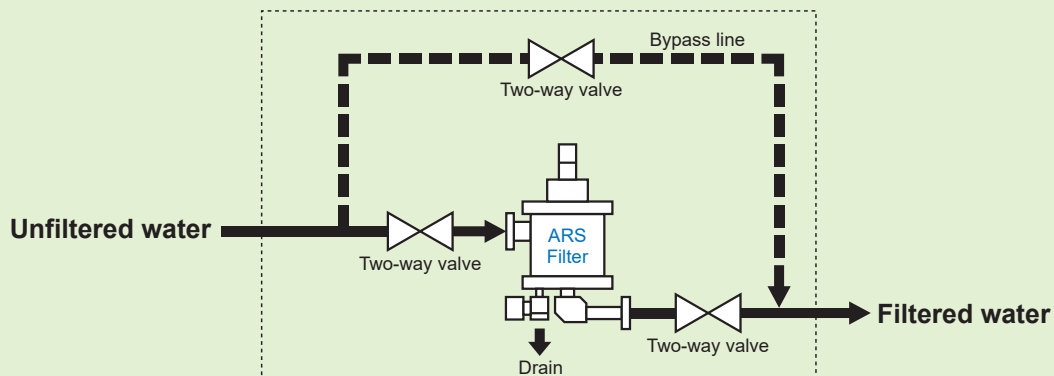 Bypass line
Two-way valve
Unfiltered water
ARS
Filter
Two-way valve
Filtered water
Two-way valve
Drain